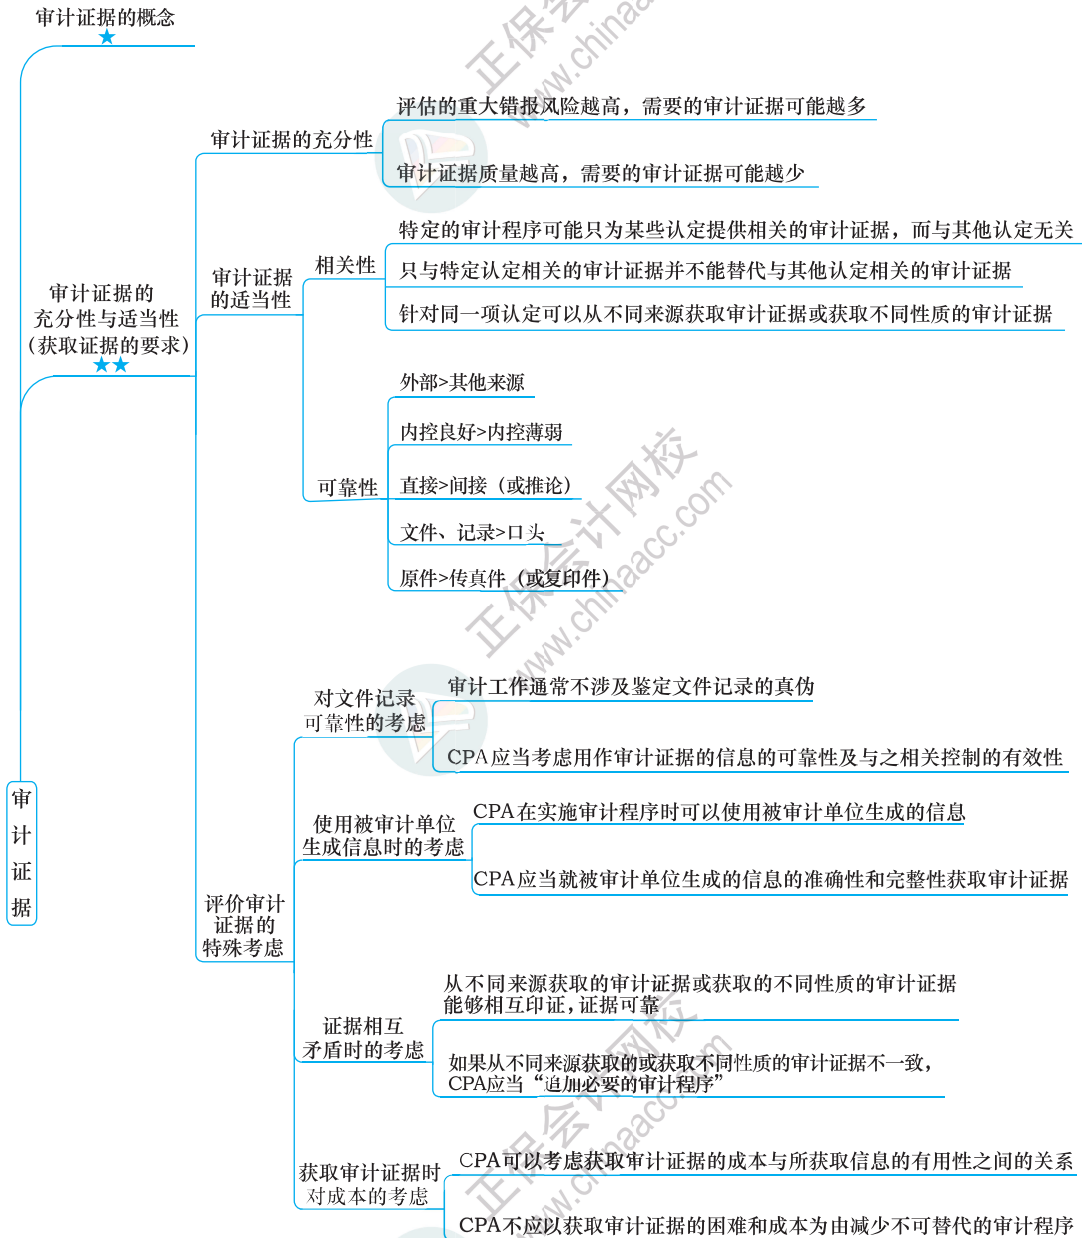 审计证据的概念
★
审计证据的充分性
评估的重大错报风险越高，需要的审计证据可能越多
审计证据质量越高，需要的审计证据可能越少
审计证据的
充分性与适当性
（获取证据的要求）
★★
审计证据
的适当性
相关性
特定的审计程序可能只为某些认定提供相关的审计证据，而与其他认定无关
只与特定认定相关的审计证据并不能替代与其他认定相关的审计证据
针对同一项认定可以从不同来源获取审计证据或获取不同性质的审计证据
可靠性
外部>其他来源
内控良好>内控薄弱
直接>间接（或推论）
文件、记录>口头
原件>传真件（或复印件）
审
计
证
据
评价审计
证据的
特殊考虑
对文件记录
可靠性的考虑
审计工作通常不涉及鉴定文件记录的真伪
CPA应当考虑用作审计证据的信息的可靠性及与之相关控制的有效性
使用被审计单位
生成信息时的考虑
CPA在实施审计程序时可以使用被审计单位生成的信息
CPA应当就被审计单位生成的信息的准确性和完整性获取审计证据
证据相互
矛盾时的考虑
从不同来源获取的审计证据或获取的不同性质的审计证据
能够相互印证，证据可靠
如果从不同来源获取的或获取不同性质的审计证据不一致，
CPA应当“追加必要的审计程序”
获取审计证据时
对成本的考虑
CPA可以考虑获取审计证据的成本与所获取信息的有用性之间的关系
CPA不应以获取审计证据的困难和成本为由减少不可替代的审计程序
正保会计网校
www.chinaacc.com
正保会计网校
www.chinaacc.com